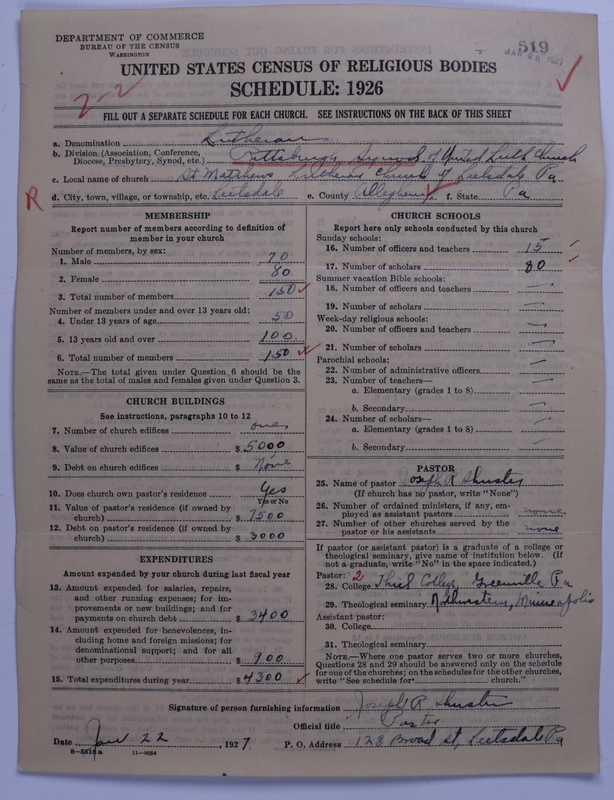 DEPARTMENT OF COMMERCE
BUREAU OF THE CENSUS
WASHINGTON
519
JAN 28 1927
UNITED STATES CENSUS OF RELIGIOUS BODIES
SCHEDULE: 1926
2-2
FILL OUT A SEPARATE SCHEDULE FOR EACH CHURCH. SEE INSTRUCTIONS ON THE BACK OF THIS SHEET
a. Denomination Lutheran
b. Division (Association, Conference, Diocese, Presbytery, Synod, etc.) Pittsburgh Synod of United Luth Church
c. Local name of church St Matthews Lutheran Church of Leetsdale Pa
R
d. City, town, village, or township, etc. Leetsdale e. County Allegheny f. State Pa
MEMBERSHIP
Report number of members according to definition of
member in your church
Number of members, by sex:
1. Male 70
2. Female 80
3. Total number of members 150
Number of members under and over 13 years old:
4. Under 13 years of age 50
5. 13 years old and over 100
6. Total number of members 150
NOTE.—The total given under Question 6 should be
same as the total of males and females given under Question 3.
CHURCH BUILDINGS
See instructions, paragraphs 10 to 12
7. Number of church edifices one
8. Value of church edifices $ 5000
9. Debt on church edifices $ None
10. Does church own pastor's residence Yes
Yes or No
11. Value of pastor's residence (if owned by
church) $ 7500
12. Debt on pastor's residence (if owned by
church) $ 3000
EXPENDITURES
Amount expended by your church during last fiscal year
13. Amount expended for salaries, repairs,
and other running expenses; for im-
provements or new buildings; and for
payments on church debt $ 3400
14. Amount expended for benevolences, in-
cluding home and foreign missions; for
denominational support; and for all
other purposes $ 900
15. Total expenditures during year $ 4300
CHURCH SCHOOLS
Report here only schools conducted by this church
Sunday schools:
16. Number of officers and teachers 15
17. Number of scholars 80
Summer vacation Bible schools:
18. Number of officers and teachers —
19. Number of scholars —
Week-day religious schools:
20. Number of officers and teachers —
21. Number of scholars —
Parochial schools:
22. Number of administrative officers —
23. Number of teachers—
a. Elementary (grades 1 to 8) —
b. Secondary —
24. Number of scholars—
a. Elementary (grades 1 to 8) —
b. Secondary —
PASTOR
25. Name of pastor Joseph R Shuster
(If church has no pastor, write "None")
26. Number of ordained ministers, if any, em-
ployed as assistant pastors none
27. Number of other churches served by the
pastor or his assistants none
If pastor (or assistant pastor) is a graduate of a college or
theological seminary, give name of institution below. (If
not a graduate, write "No" in the space indicated.)
Pastor: 2
28. College Thiel College, Greenville Pa
29. Theological seminary Northwestern, Minneapolis
Assistant pastor:
30. College
31. Theological seminary
NOTE.—Where one pastor serves two or more churches,
Questions 28 and 29 should be answered only on the schedule
for one of the churches; on the schedules for the other churches,
write "See schedule for church."
Signature of person furnishing information Joseph R Shuster
Official title Pastor
Date Jan 22, 1927 P. O. Address 128 Broad st, Leetsdale Pa
8-5518a 11-9054